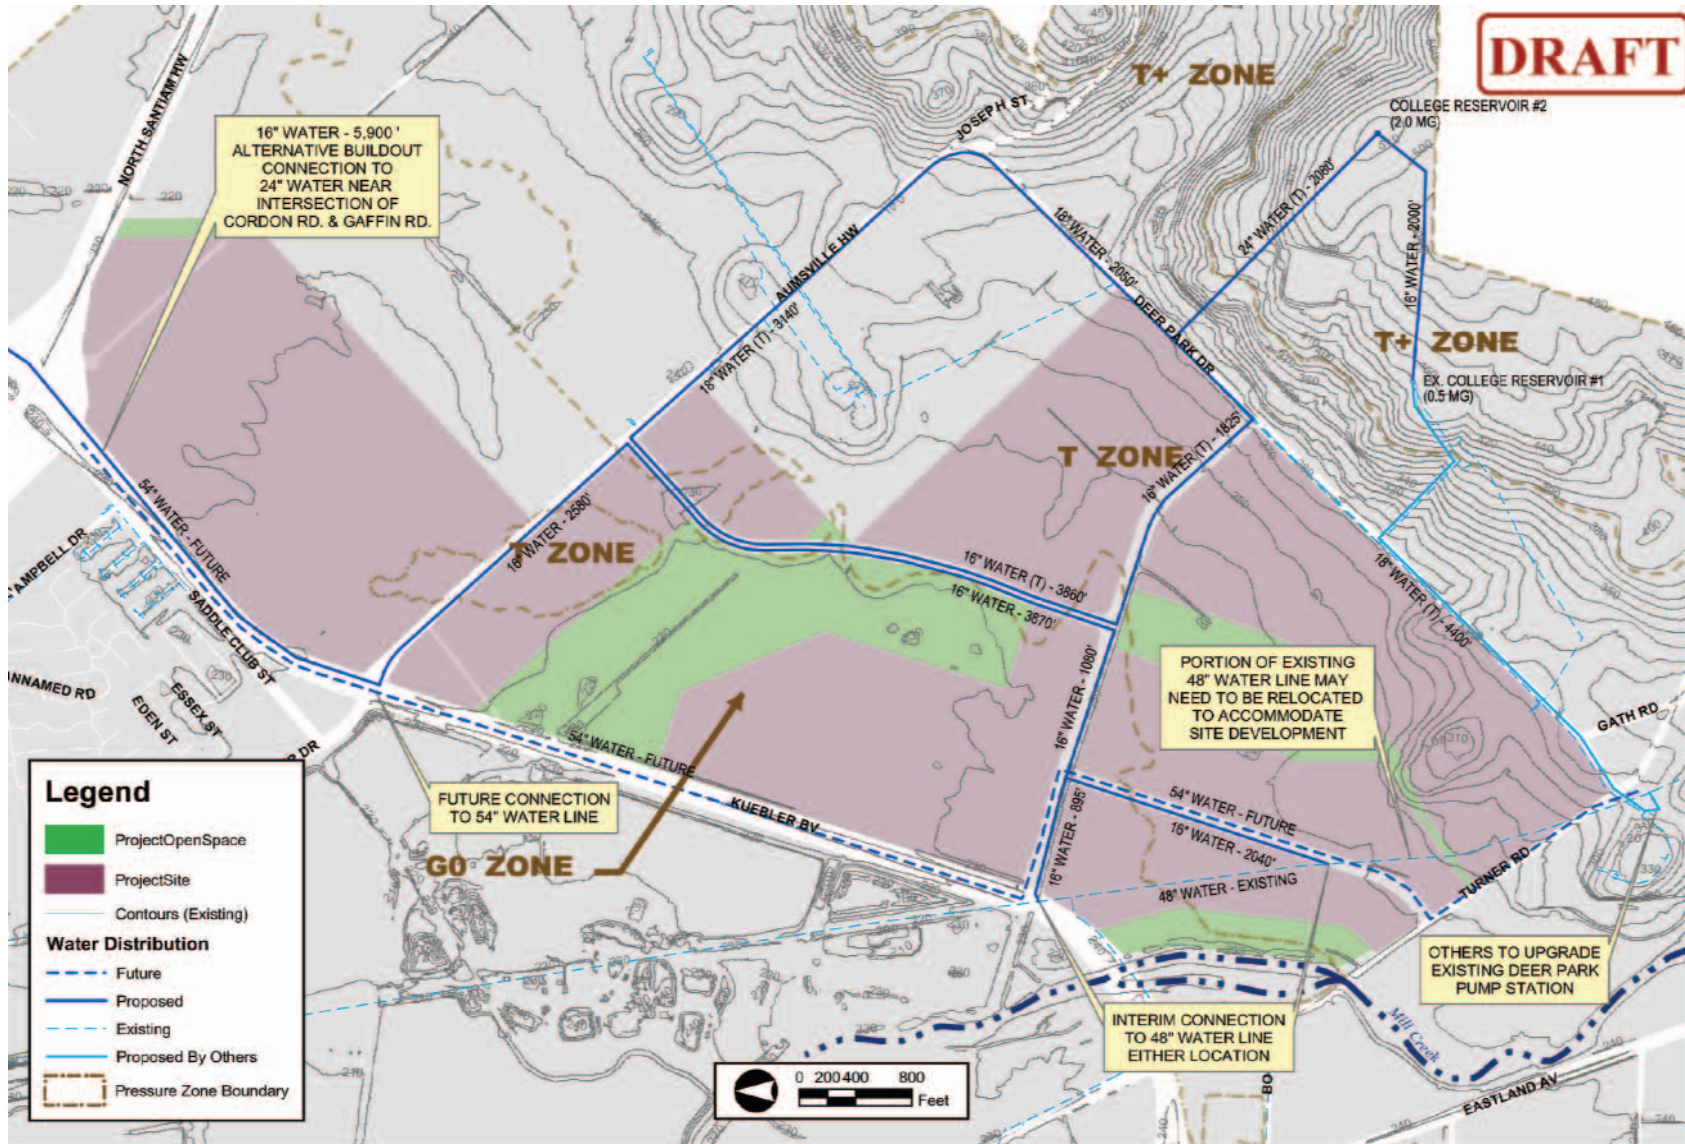 DRAFT
T+ ZONE
COLLEGE RESERVOIR #2
(2.0 MG)
JOSEPH ST
NORTH SANTIAM HW
16" WATER - 5,900 '
ALTERNATIVE BUILDOUT
CONNECTION TO
24" WATER NEAR
INTERSECTION OF
CORDON RD. & GAFFIN RD.
AUMSVILLE HW
18" WATER (T) - 3140'
18" WATER - 2050'
DEER PARK DR
24" WATER (T) - 2080'
16" WATER - 2000'
T+ ZONE
EX. COLLEGE RESERVOIR #1
(0.5 MG)
T ZONE
16" WATER (T) - 1825'
54" WATER - FUTURE
16" WATER - 2580'
T ZONE
16" WATER (T) - 3860'
16" WATER - 3870'
18" WATER (T) - 4400'
SADDLE CLUB ST
ESSEX ST
EDEN ST
PORTION OF EXISTING
48" WATER LINE MAY
NEED TO BE RELOCATED
TO ACCOMMODATE
SITE DEVELOPMENT
GATH RD
16" WATER - 1080'
54" WATER - FUTURE
KUEBLER BV
FUTURE CONNECTION
TO 54" WATER LINE
G0 ZONE
16" WATER - 895'
54" WATER - FUTURE
16" WATER - 2040'
48" WATER - EXISTING
TURNER RD
OTHERS TO UPGRADE
EXISTING DEER PARK
PUMP STATION
INTERIM CONNECTION
TO 48" WATER LINE
EITHER LOCATION
Mill Creek
EASTLAND AV
Legend
ProjectOpenSpace
ProjectSite
Contours (Existing)
Water Distribution
Future
Proposed
Existing
Proposed By Others
Pressure Zone Boundary
0 200 400 800
Feet